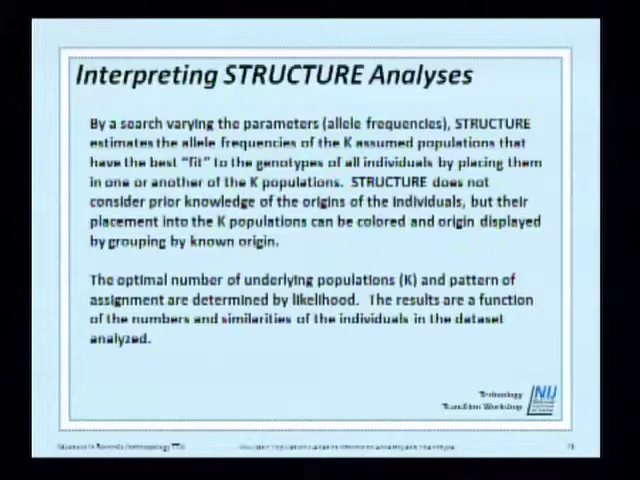 Interpreting STRUCTURE Analyses
By a search varying the parameters (allele frequencies), STRUCTURE
estimates the allele frequencies of the K assumed populations that
have the best "fit" to the genotypes of all individuals by placing them
in one or another of the K populations. STRUCTURE does not
consider prior knowledge of the origins of the individuals, but their
placement into the K populations can be colored and origin displayed
by grouping by known origin.
The optimal number of underlying populations (K) and pattern of
assignment are determined by likelihood. The results are a function
of the numbers and similarities of the individuals in the dataset
analyzed.
Technology
Transition Workshop
NIJ